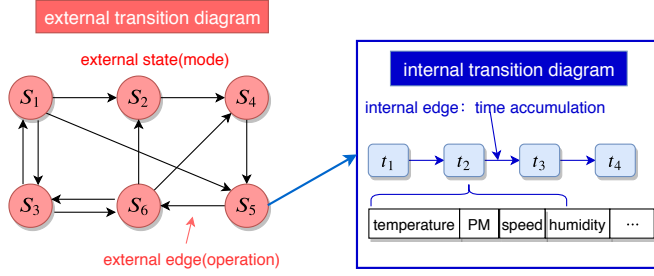 external transition diagram
external state(mode)
S1 S2 S4
S3 S6 S5
external edge(operation)
internal transition diagram
internal edge: time accumulation
t1 t2 t3 t4
temperature PM speed humidity ...